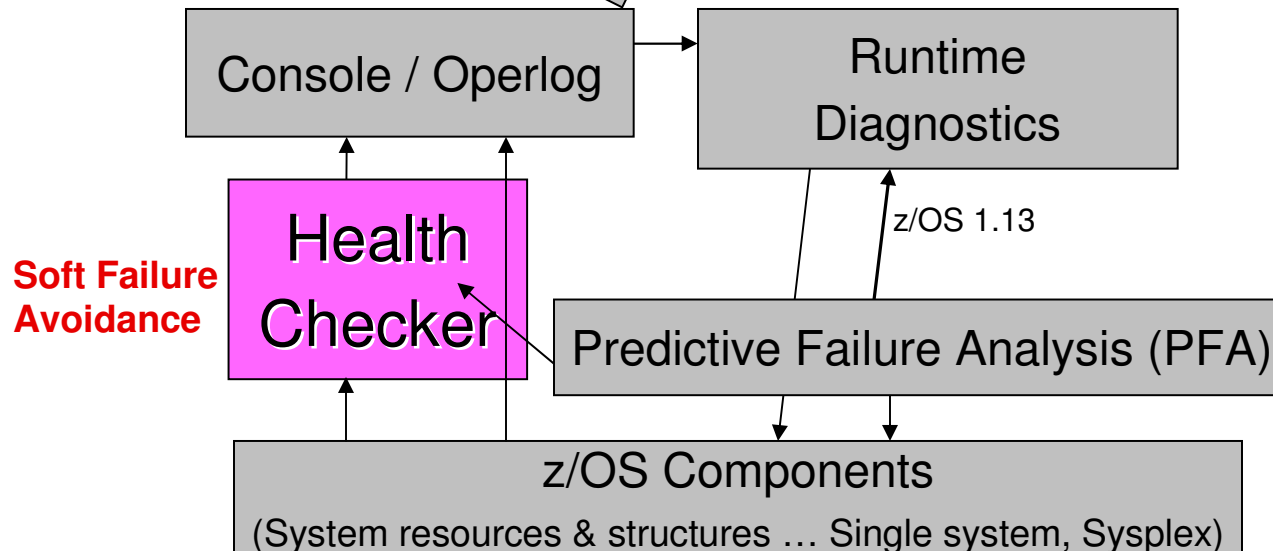 Console / Operlog
Runtime
Diagnostics
z/OS 1.13
Health
Checker
Soft Failure
Avoidance
Predictive Failure Analysis (PFA)
z/OS Components
(System resources & structures … Single system, Sysplex)